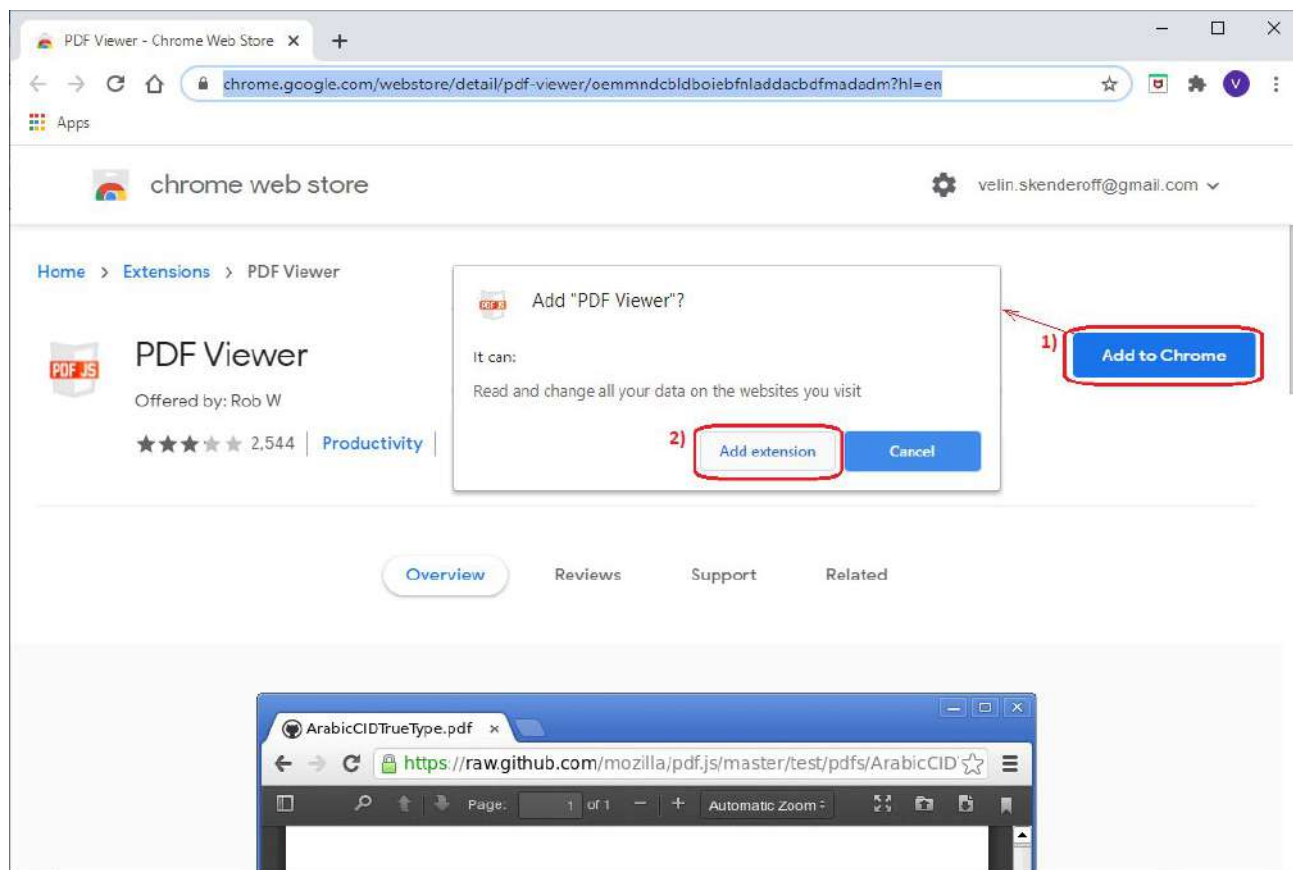 PDF Viewer - Chrome Web Store
chrome.google.com/webstore/detail/pdf-viewer/oemmndcbldboiebfnladdacbdfmadadm?hl=en
V
Apps
chrome web store
velin.skenderoff@gmail.com
Home > Extensions > PDF Viewer
PDF JS
PDF Viewer
Offered by: Rob W
2,544
Productivity
PDF JS
Add "PDF Viewer"?
It can:
Read and change all your data on the websites you visit
2)
Add extension
Cancel
1)
Add to Chrome
Overview Reviews Support Related
ArabicCIDTrueType.pdf
https://raw.github.com/mozilla/pdf.js/master/test/pdfs/ArabicCID
Page: 1 of 1 Automatic Zoom